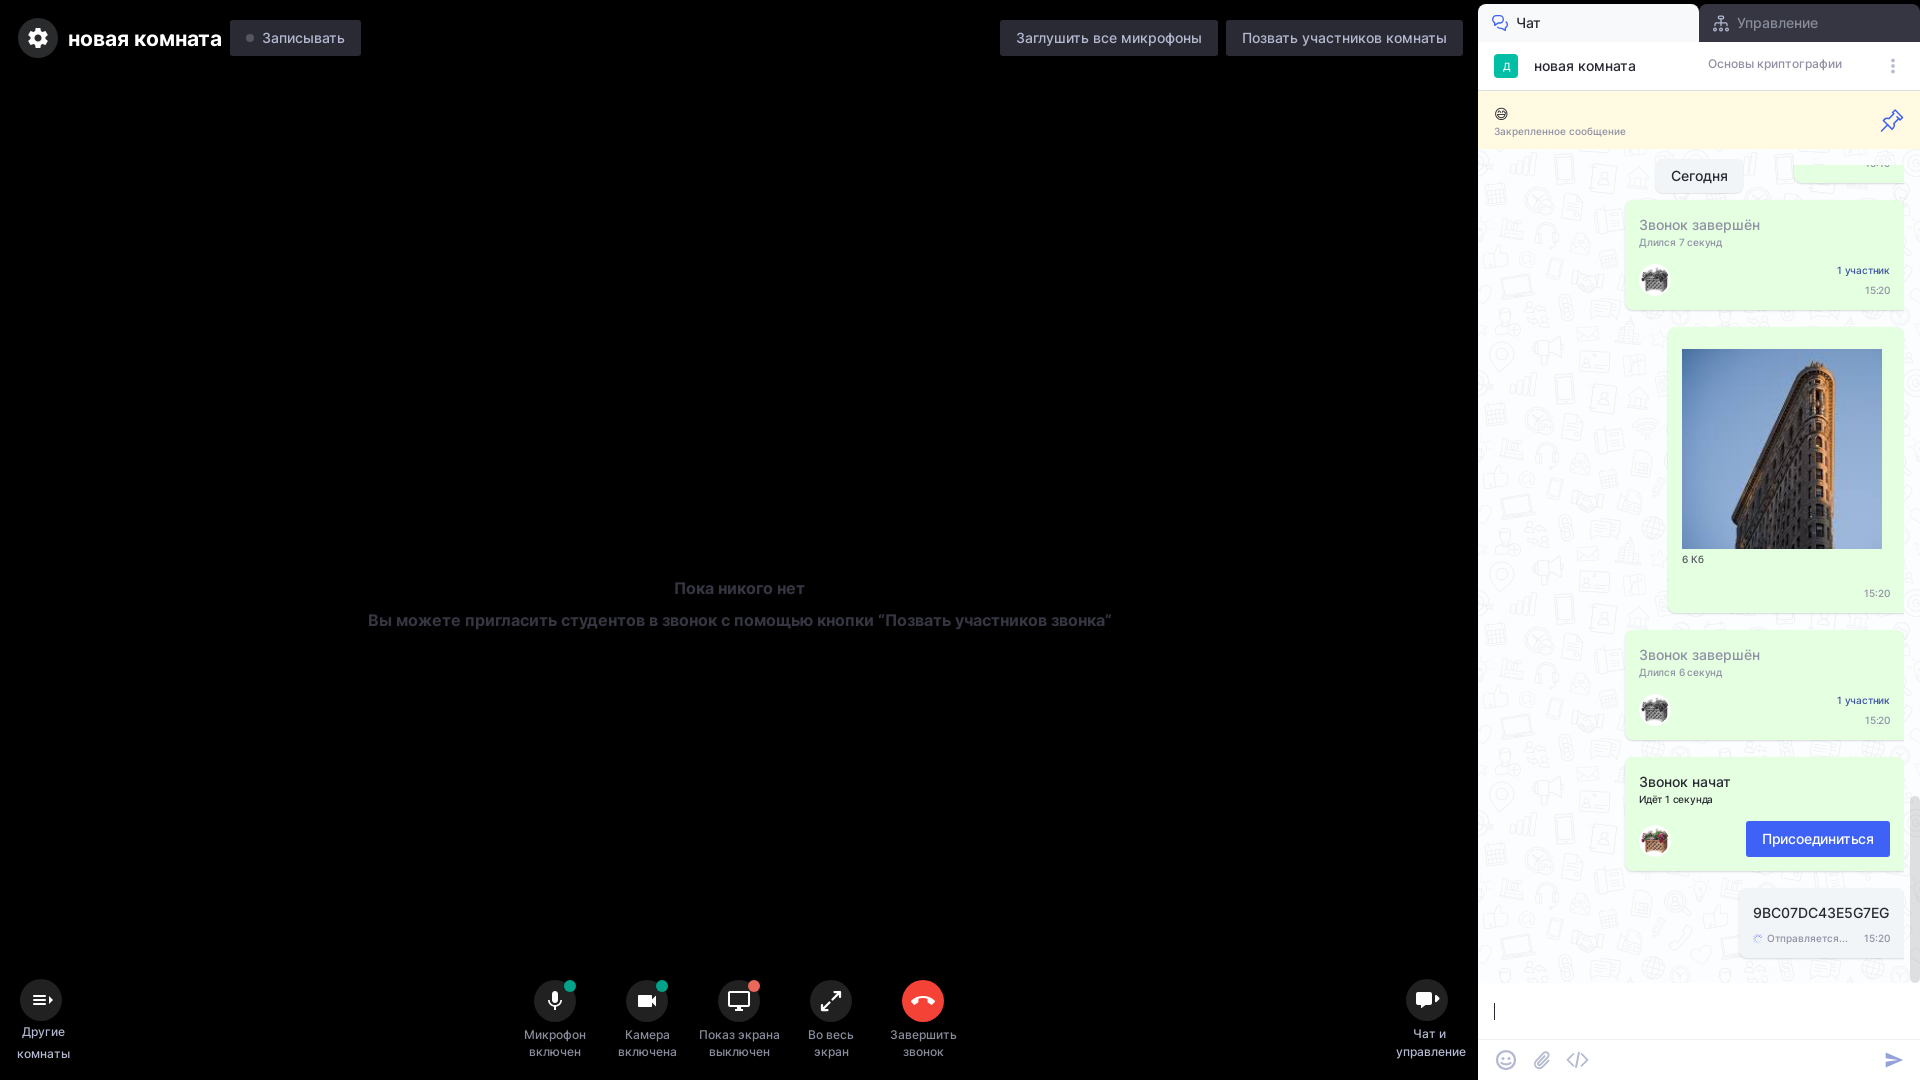 новая комната
Записывать
Заглушить все микрофоны
Позвать участников комнаты
Пока никого нет
Вы можете пригласить студентов в звонок с помощью кнопки “Позвать участников звонка”
Другие
комнаты
Микрофон
включен
Камера
включена
Показ экрана
выключен
Во весь
экран
Завершить
звонок
Чат и
управление
Чат
Управление
Д
новая комната
Основы криптографии
Закрепленное сообщение
Сегодня
Звонок завершён
Длился 7 секунд
1 участник
15:20
6 Кб
15:20
Звонок завершён
Длился 6 секунд
1 участник
15:20
Звонок начат
Идёт 1 секунда
Присоединиться
9BC07DC43E5G7EG
Отправляется... 15:20